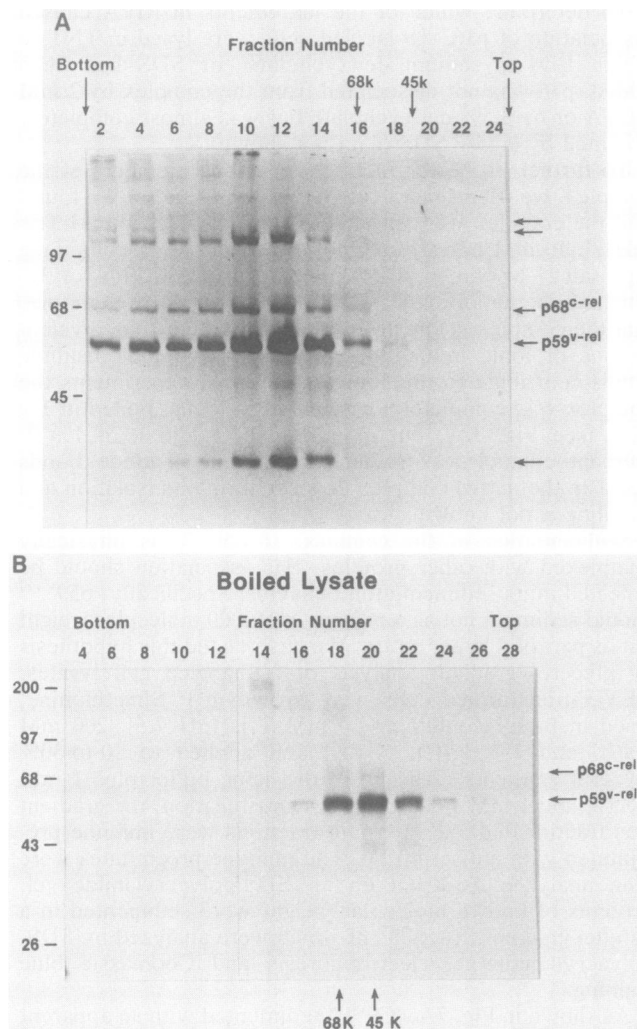 A
Fraction Number
Bottom
68k
45k
Top
2 4 6 8 10 12 14 16 18 20 22 24
97
68
45
p68c-rel
p59v-rel
B
Boiled Lysate
Bottom
Fraction Number
Top
4 6 8 10 12 14 16 18 20 22 24 26 28
200
97
68
43
26
p68c-rel
p59v-rel
68K 45 K